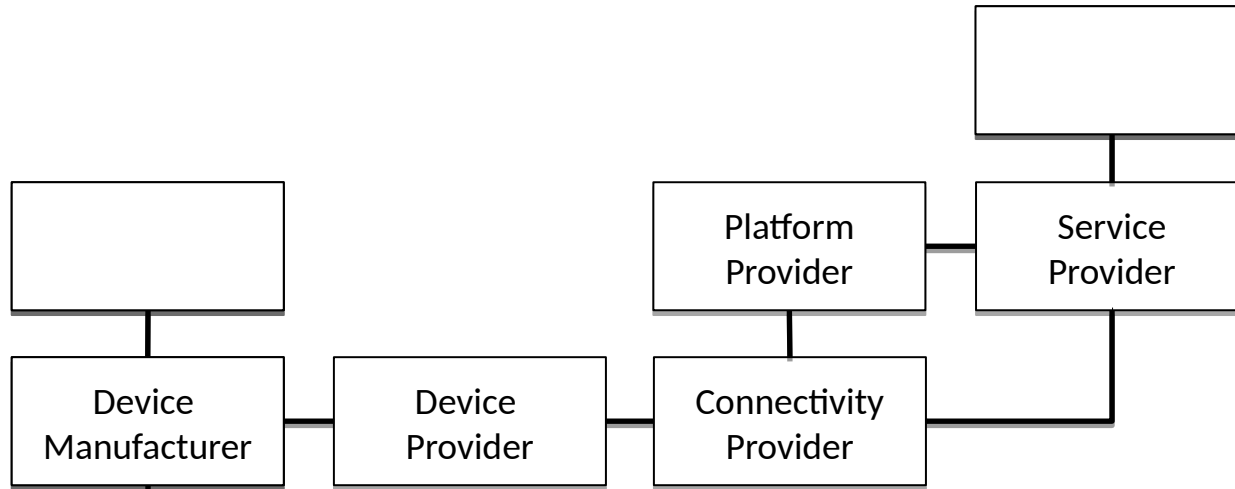 Platform
Provider
Service
Provider
Device
Manufacturer
Device
Provider
Connectivity
Provider